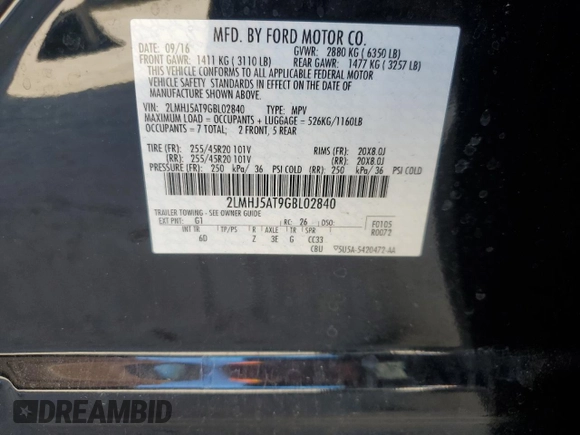 MFD. BY FORD MOTOR CO.
DATE: 09/16 GVWR: 2880 KG ( 6350 LB)
FRONT GAWR: 1411 KG ( 3110 LB) REAR GAWR: 1477 KG ( 3257 LB)
THIS VEHICLE CONFORMS TO ALL APPLICABLE FEDERAL MOTOR
VEHICLE SAFETY STANDARDS IN EFFECT ON THE DATE OF
MANUFACTURE SHOWN ABOVE.
VIN: 2LMHJ5AT9GBL02840 TYPE: MPV
MAXIMUM LOAD = OCCUPANTS + LUGGAGE = 526KG/1160LB
OCCUPANTS = 7 TOTAL: 2 FRONT, 5 REAR
TIRE (FR): 255/45R20 101V RIMS (FR): 20X8.0J
(RR): 255/45R20 101V (RR): 20X8.0J
PRESSURE (FR): 250 kPa/ 36 PSI COLD (RR): 250 kPa/ 36 PSI COLD
2LMHJ5AT9GBL02840
TRAILER TOWING - SEE OWNER GUIDE
EXT PNT: G1 RC: 26 DSO: F0105
R0072
INT TR TP/PS R AXLE TR SPR
6D Z 3E G CC33
CBU 5U5A-5420472-AA
DREAMBID